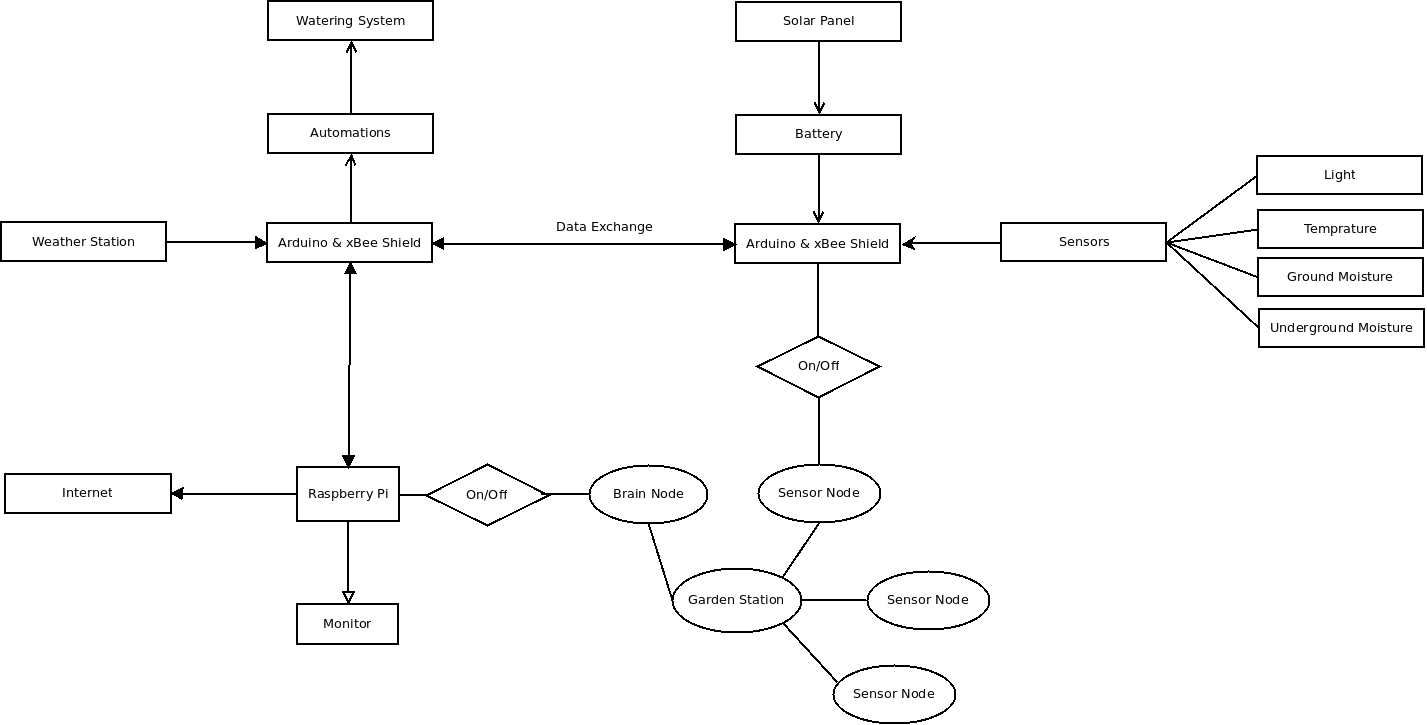 Watering System
Solar Panel
Automations
Battery
Light
Temprature
Ground Moisture
Underground Moisture
Weather Station
Arduino & xBee Shield
Data Exchange
Arduino & xBee Shield
Sensors
On/Off
Internet
Raspberry Pi
On/Off
Brain Node
Sensor Node
Garden Station
Sensor Node
Monitor
Sensor Node